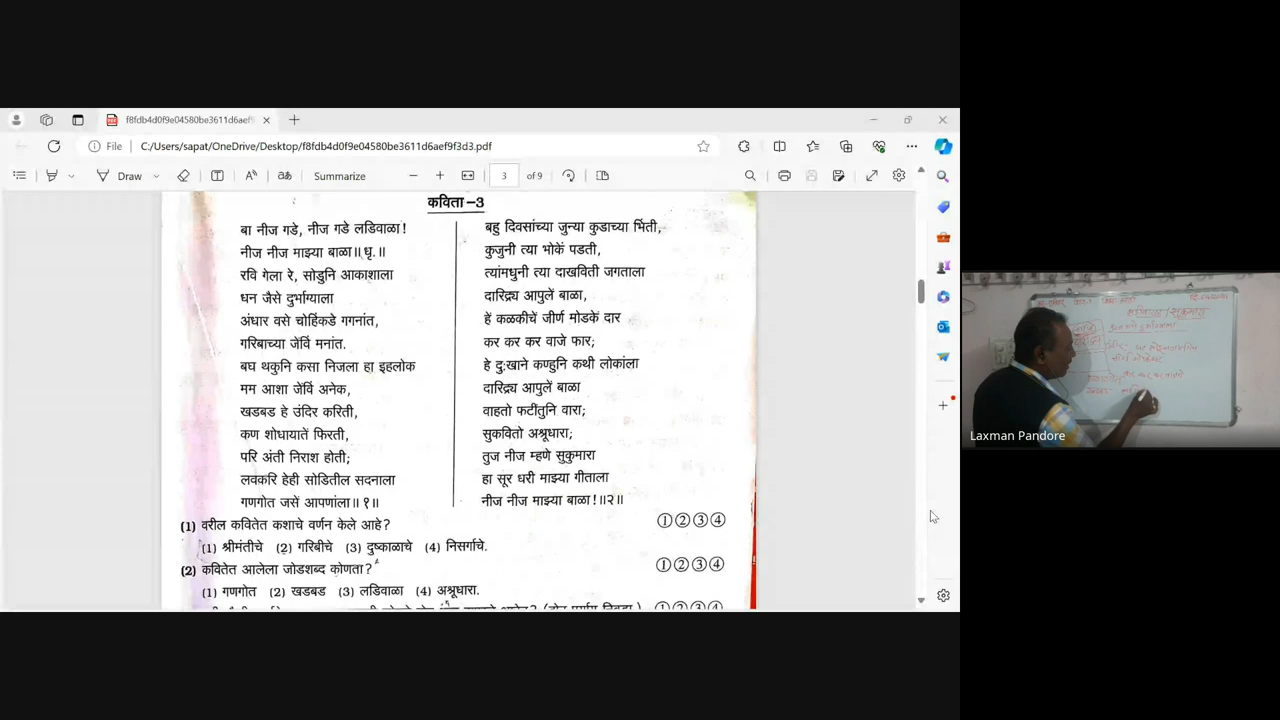 f8fdb4d0f9e04580be3611d6aef9
File
C:/Users/sapat/OneDrive/Desktop/f8fdb4d0f9e04580be3611d6aef9f3d3.pdf
Draw
Summarize
3
of 9
कविता –3
बा नीज गडे, नीज गडे लडिवाळा!
नीज नीज माझ्या बाळा॥धृ.॥
रवि गेला रे, सोडुनि आकाशाला
धन जैसे दुर्भाग्याला
अंधार वसे चोहिंकडे गगनांत,
गरिबाच्या जेंविं मनांत.
बघ थकुनि कसा निजला हा इहलोक
मम आशा जेंविं अनेक,
खडबड हे उंदिर करिती,
कण शोधायातें फिरती,
परि अंती निराश होती;
लवकरि हेही सोडितील सदनाला
गणगोत जसें आपणांला॥१॥
बहु दिवसांच्या जुन्या कुडाच्या भिंती,
कुजुनी त्या भोकें पडती,
त्यांमधुनी त्या दाखविती जगताला
दारिद्र्य आपुलें बाळा,
हें कळकीचें जीर्ण मोडकें दार
कर कर कर वाजे फार;
हे दुःखाने कण्हुनि कथी लोकांला
दारिद्र्य आपुलें बाळा
वाहतो फटींतुनि वारा;
सुकवितो अश्रूधारा;
तुज नीज म्हणे सुकुमारा
हा सूर धरी माझ्या गीताला
नीज नीज माझ्या बाळा!॥२॥
(1) वरील कवितेत कशाचे वर्णन केले आहे? ①②③④
(1) श्रीमंतीचे (2) गरिबीचे (3) दुष्काळाचे (4) निसर्गाचे.
(2) कवितेत आलेला जोडशब्द कोणता? ①②③④
(1) गणगोत (2) खडबड (3) लडिवाळा (4) अश्रूधारा.
Laxman Pandore